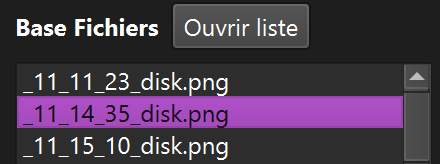 Base Fichiers Ouvrir liste
_11_11_23_disk.png
_11_14_35_disk.png
_11_15_10_disk.png